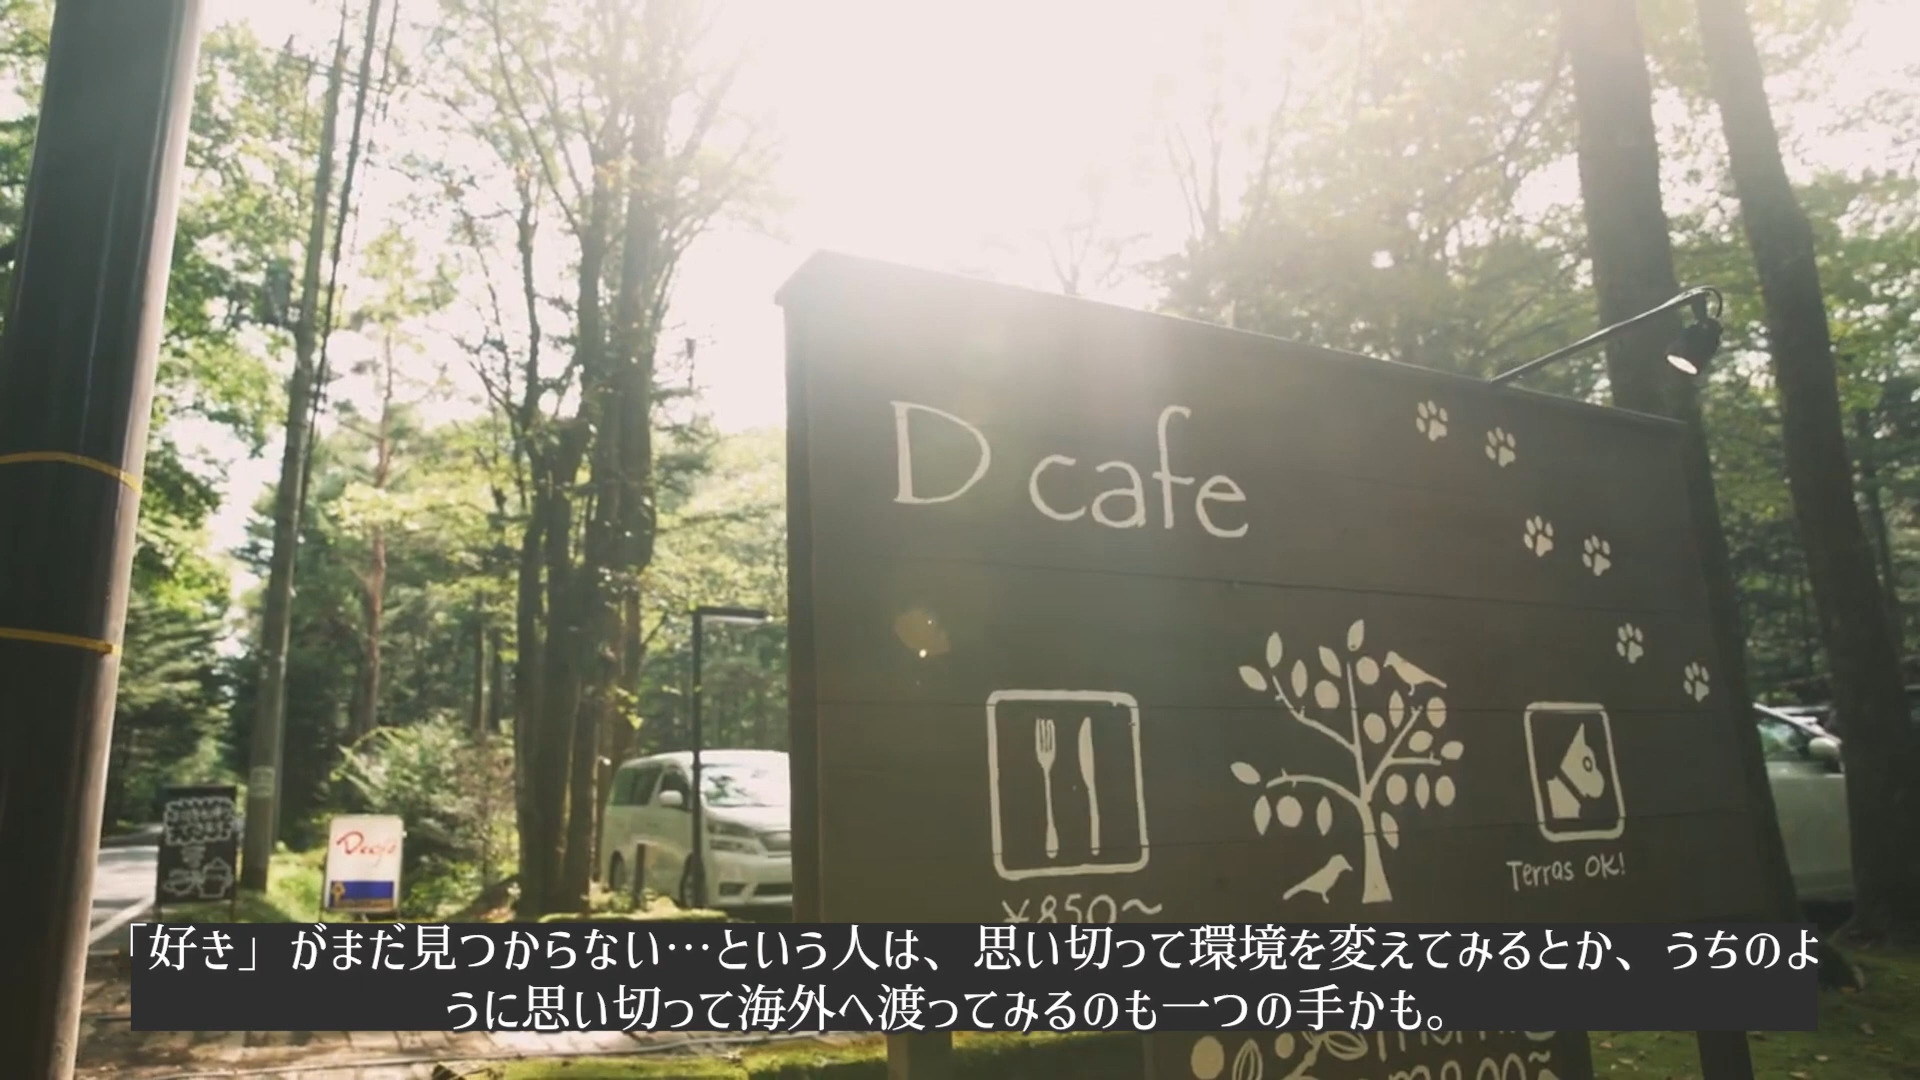 D cafe
Terras OK!
¥850〜
D cafe
「好き」がまだ見つからない…という人は、思い切って環境を変えてみるとか、うちのよ
うに思い切って海外へ渡ってみるのも一つの手かも。